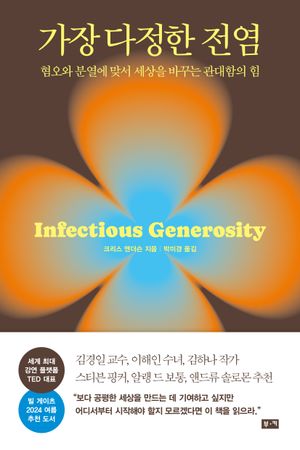 가장 다정한 전염
혐오와 분열에 맞서 세상을 바꾸는 관대함의 힘
Infectious Generosity
크리스 앤더슨 지음 · 박미경 옮김
세계 최대
강연 플랫폼
TED 대표
김경일 교수, 이해인 수녀, 김하나 작가
스티븐 핑커, 알랭 드 보통, 앤드류 솔로몬 추천
빌 게이츠
2024 여름
추천 도서
“보다 공평한 세상을 만드는 데 기여하고 싶지만
어디부터 시작해야 할지 모르겠다면 이 책을 읽으라.”
부·키